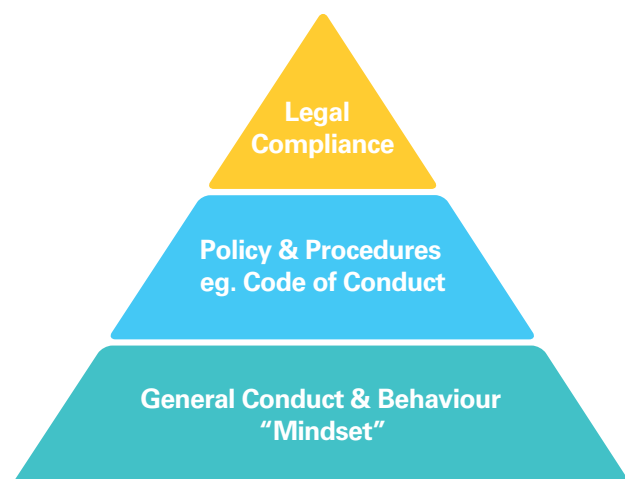 Legal
Compliance
Policy & Procedures
eg. Code of Conduct
General Conduct & Behaviour
“Mindset”